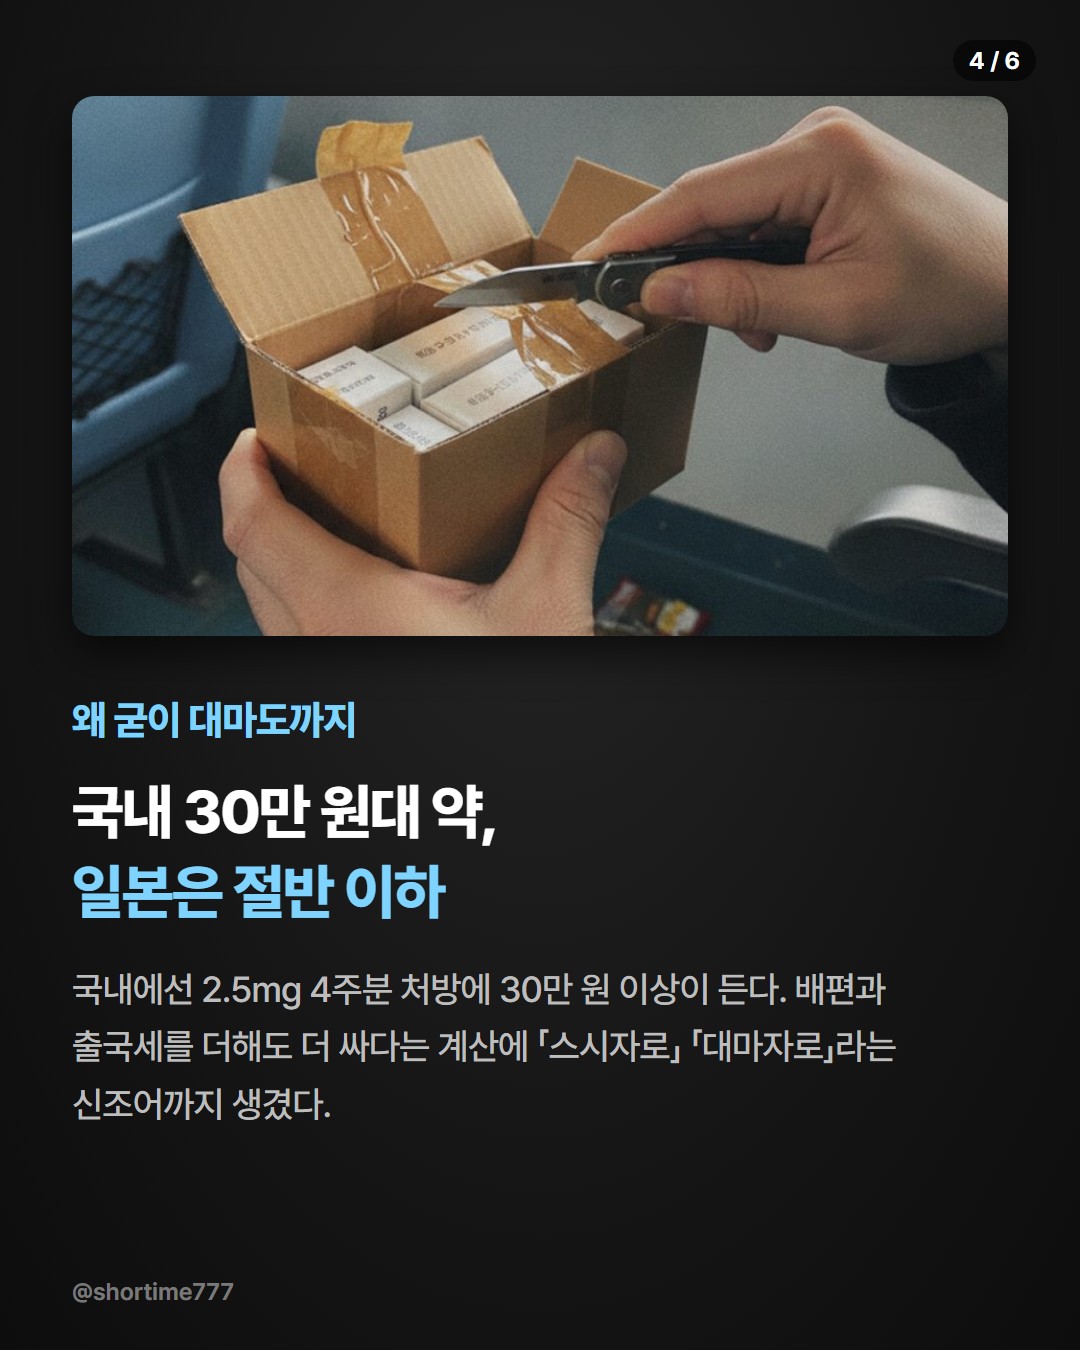 4 / 6
왜 굳이 대마도까지
국내 30만 원대 약,
일본은 절반 이하
국내에선 2.5mg 4주분 처방에 30만 원 이상이 든다. 배편과
출국세를 더해도 더 싸다는 계산에 「스시자로」 「대마자로」라는
신조어까지 생겼다.
@shortime777